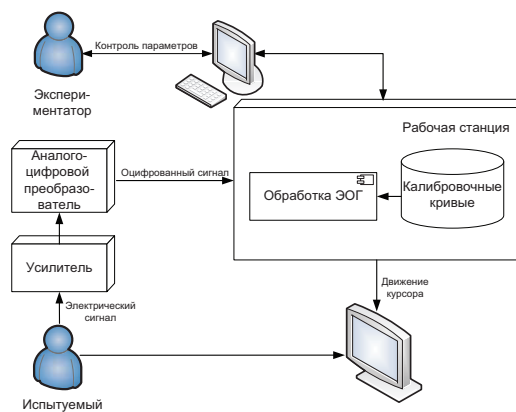 Контроль параметров
Экспери-
ментатор
Рабочая станция
Аналого-
цифровой
преобразо-
ватель
Оцифрованный сигнал
Обработка ЭОГ
Калибровочные
кривые
Усилитель
Электрический
сигнал
Движение
курсора
Испытуемый